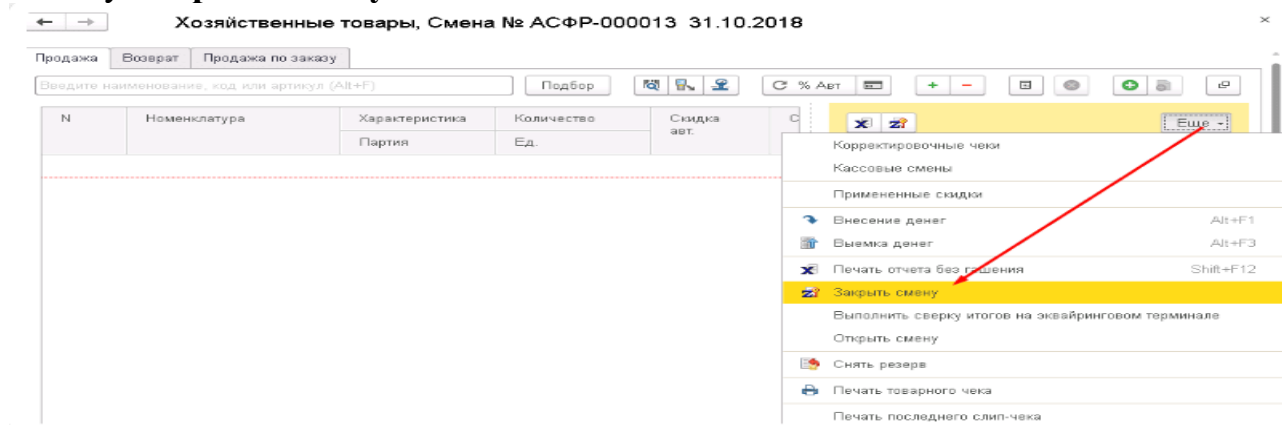 Хозяйственные товары, Смена № АСФР-000013 31.10.2018
Продажа Возврат Продажа по заказу
Введите наименование, код или артикул (Alt+F) Подбор % Авт
N Номенклатура Характеристика Количество Скидка авт. С Еще
Партия Ед.
Корректировочные чеки
Кассовые смены
Примененные скидки
Внесение денег Alt+F1
Выемка денег Alt+F3
Печать отчета без гашения Shift+F12
Закрыть смену
Выполнить сверку итогов на эквайринговом терминале
Открыть смену
Снять резерв
Печать товарного чека
Печать последнего слип-чека